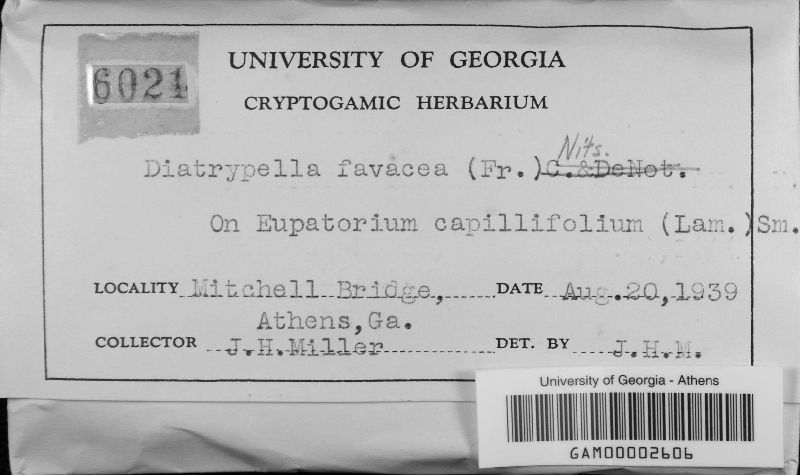 6021
UNIVERSITY OF GEORGIA
CRYPTOGAMIC HERBARIUM
Nits.
Diatrypella favacea (Fr.) C.&DeNot.
On Eupatorium capillifolium (Lam.)Sm.
LOCALITY Mitchell Bridge, DATE Aug.20,1939
Athens,Ga.
COLLECTOR J.H.Miller DET. BY J.H.M.
University of Georgia - Athens
GAM00002606